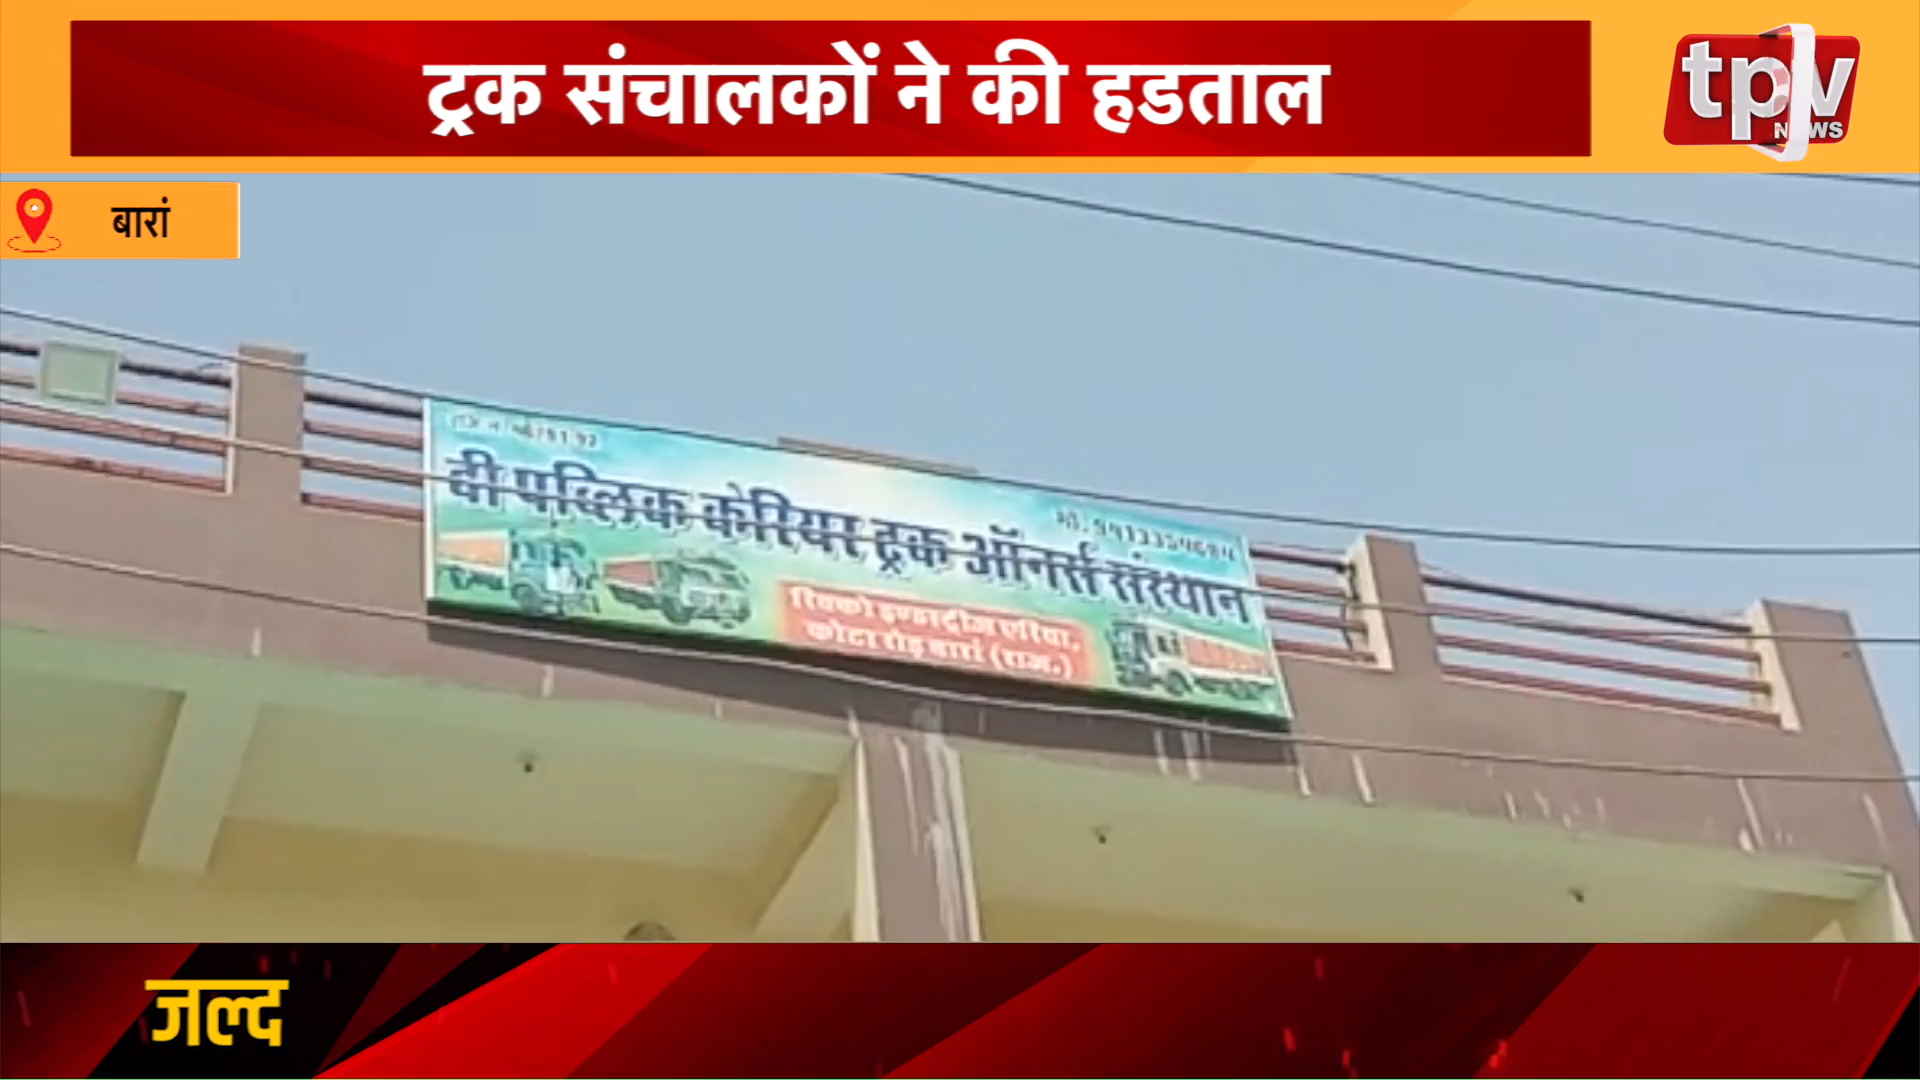 ट्रक संचालकों ने की हडताल
tpv
NEWS
बारां
दी पब्लिक केरियर ट्रक ऑनर्स संस्थान
रिक्को इण्डस्ट्रीज एरिया,
कोटा रोड़ बारां (राज.)
जल्द